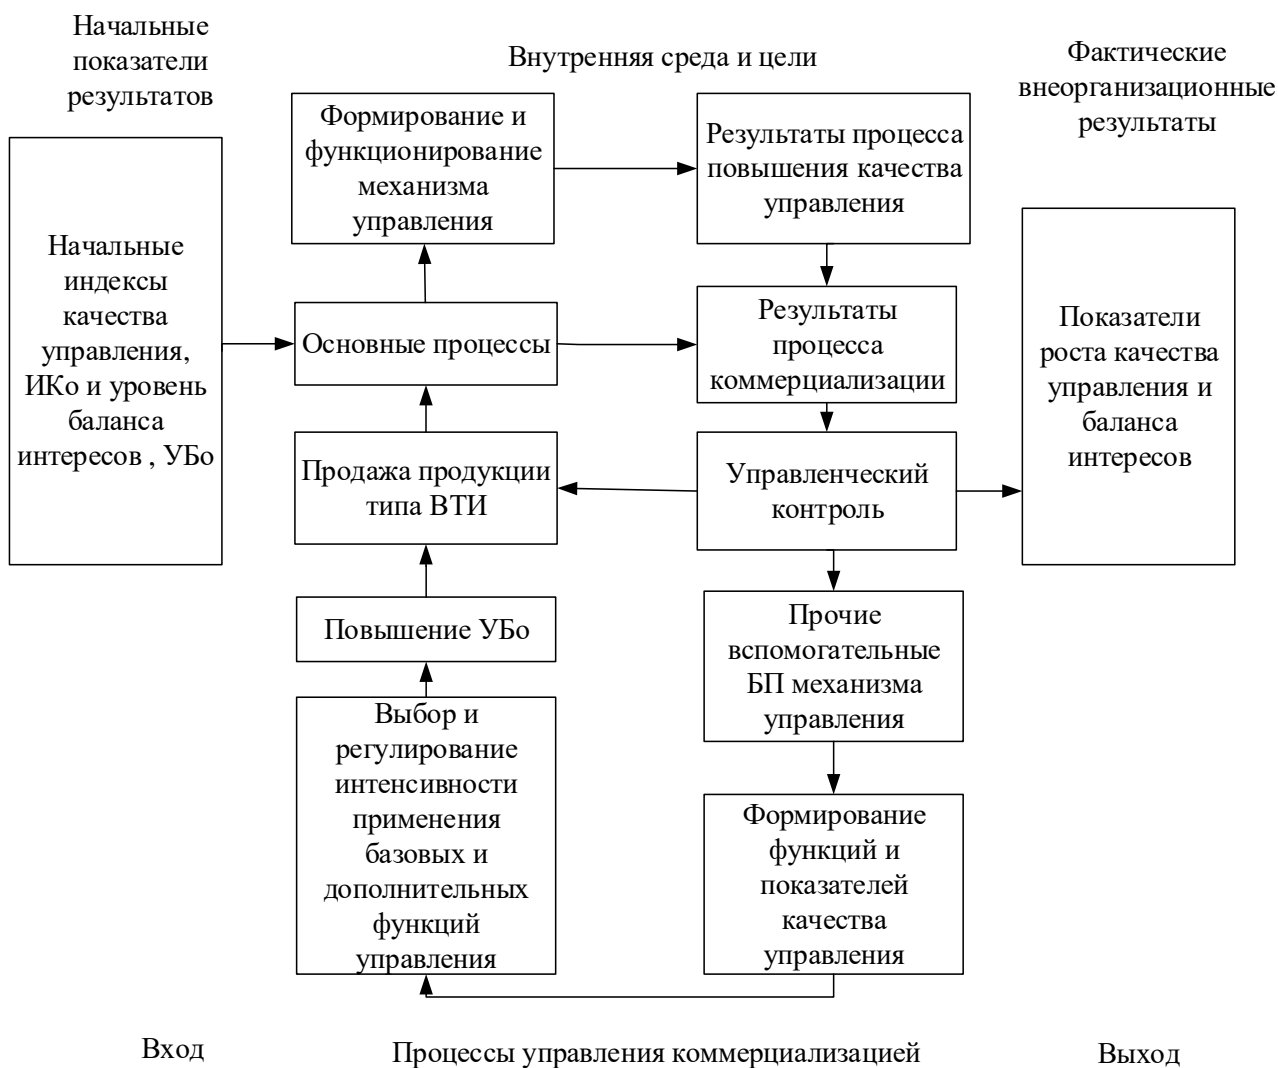 Начальные
показатели
результатов
Внутренняя среда и цели
Фактические
внеорганизационные
результаты
Начальные
индексы
качества
управления,
ИКо и уровень
баланса
интересов , УБо
Формирование и
функционирование
механизма
управления
Результаты процесса
повышения качества
управления
Основные процессы
Результаты
процесса
коммерциализации
Продажа продукции
типа ВТИ
Управленческий
контроль
Показатели
роста качества
управления и
баланса
интересов
Повышение УБо
Прочие
вспомогательные
БП механизма
управления
Выбор и
регулирование
интенсивности
применения
базовых и
дополнительных
функций
управления
Формирование
функций и
показателей
качества
управления
Вход
Процессы управления коммерциализацией
Выход